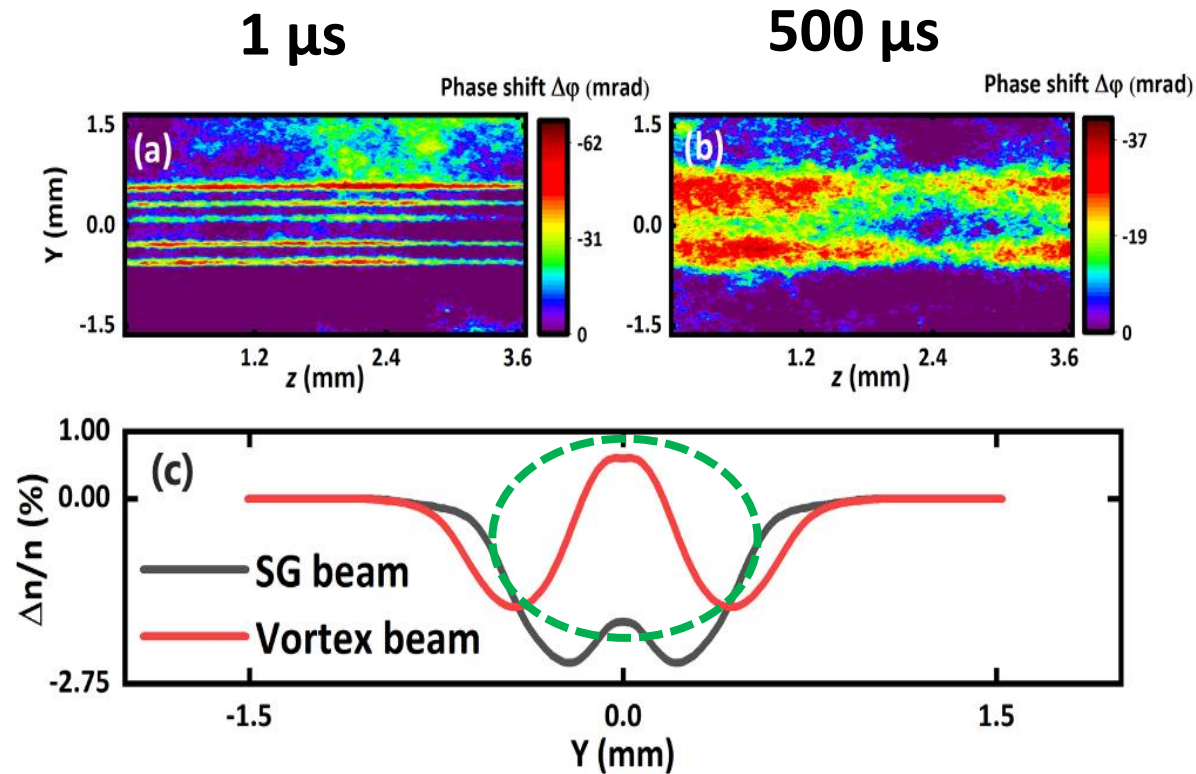 1 µs
500 µs
Phase shift Δφ (mrad)
Phase shift Δφ (mrad)
(a)
1.5
0.0
-1.5
Y (mm)
1.2
2.4
3.6
z (mm)
-62
-31
0
(b)
1.5
0.0
-1.5
1.2
2.4
3.6
z (mm)
-37
-19
0
(c)
1.00
0.00
-2.75
Δn/n (%)
SG beam
Vortex beam
-1.5
0.0
1.5
Y (mm)